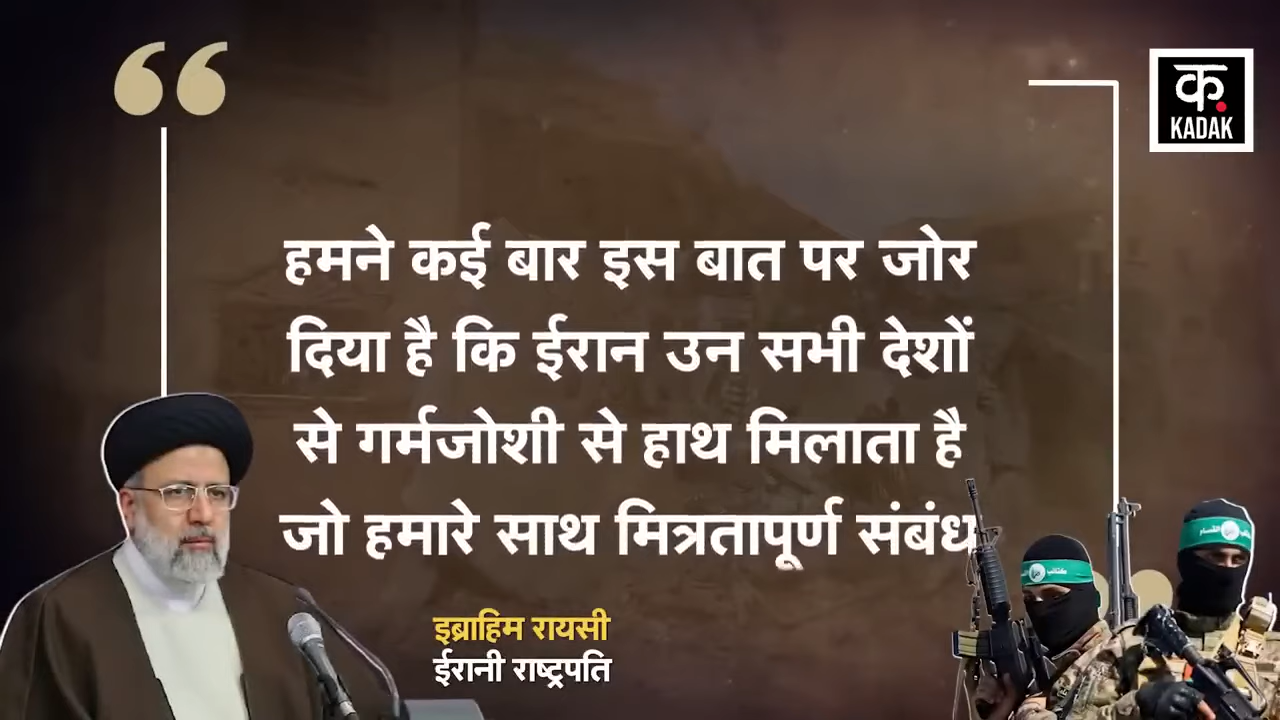 क
KADAK
हमने कई बार इस बात पर जोर
दिया है कि ईरान उन सभी देशों
से गर्मजोशी से हाथ मिलाता है
जो हमारे साथ मित्रतापूर्ण संबंध
इब्राहिम रायसी
ईरानी राष्ट्रपति